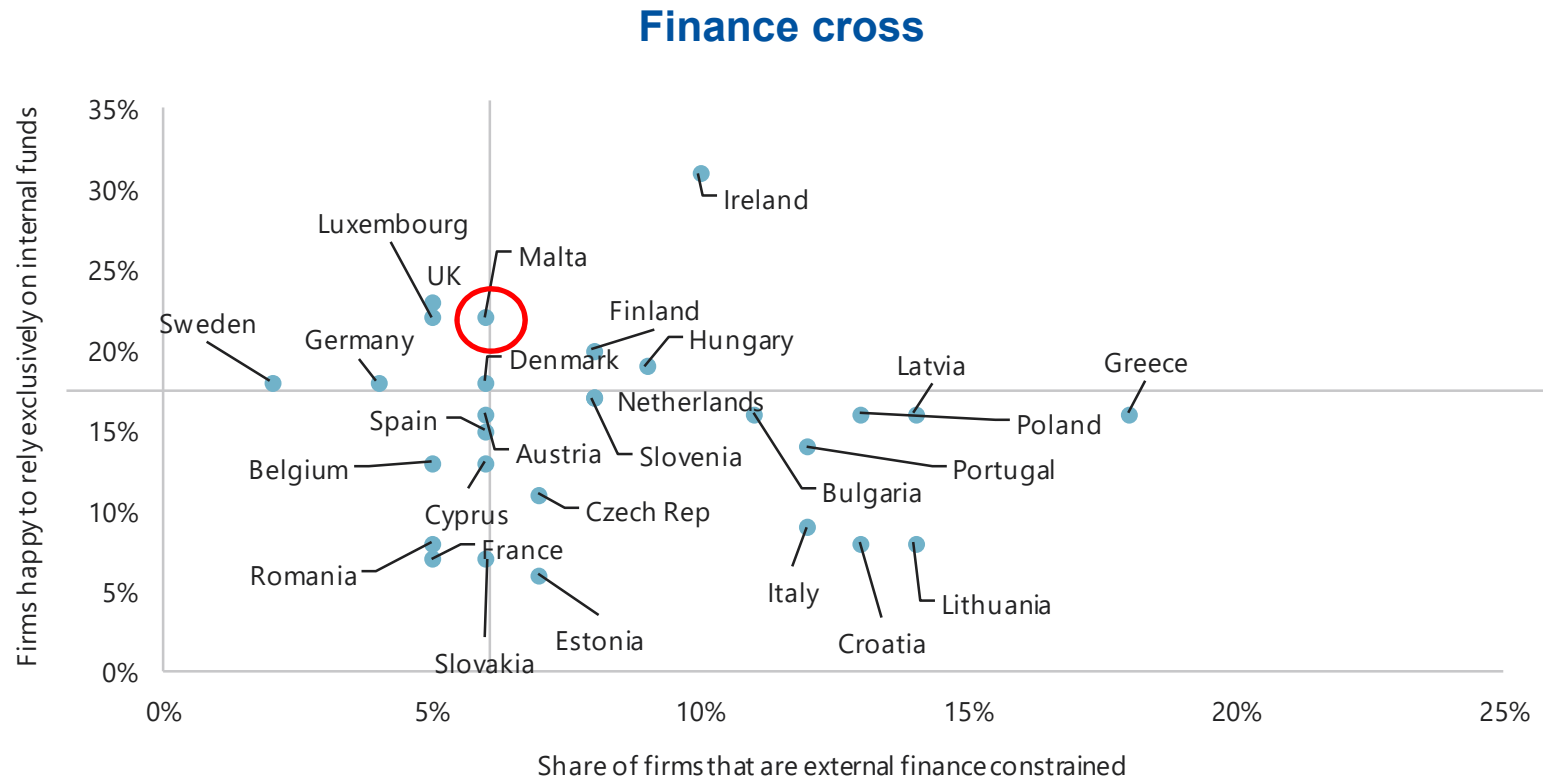 Finance cross
Firms happy to rely exclusively on internal funds
35%
30%
25%
20%
15%
10%
5%
0%
Ireland
Luxembourg
Malta
UK
Finland
Sweden
Germany
Hungary
Denmark
Latvia
Greece
Netherlands
Spain
Poland
Austria
Slovenia
Belgium
Portugal
Bulgaria
Cyprus
Czech Rep
France
Romania
Italy
Lithuania
Estonia
Croatia
Slovakia
0%
5%
10%
15%
20%
25%
Share of firms that are external finance constrained